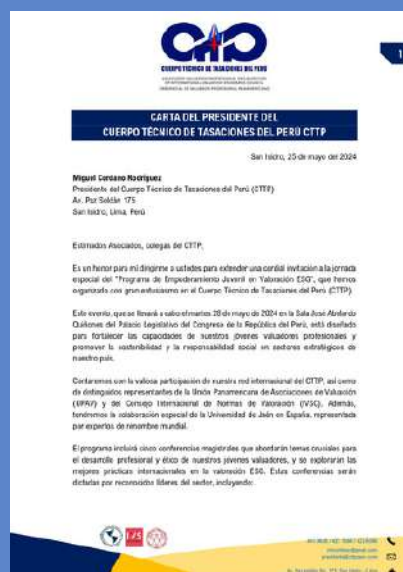 CUERPO TÉCNICO DE TASACIONES DEL PERÚ
1
CARTA DEL PRESIDENTE DEL
CUERPO TÉCNICO DE TASACIONES DEL PERÚ CTTP
San Isidro, 25 de mayo del 2024
Miguel Cordano Rodríguez
Presidente del Cuerpo Técnico de Tasaciones del Perú (CTTP)
Av. Paz Soldán 175
San Isidro, Lima, Perú
Estimados Asociados, colegas del CTTP,
Es un honor para mí dirigirme a ustedes para extender una cordial invitación a la jornada
especial del "Programa de Empoderamiento Juvenil en Valoración ESG", que hemos
organizado con gran entusiasmo en el Cuerpo Técnico de Tasaciones del Perú (CTTP).
Este evento, que se llevará a cabo el martes 28 de mayo de 2024 en la Sala José Abelardo
Quiñones del Palacio Legislativo del Congreso de la República del Perú, está diseñado
para fortalecer las capacidades de nuestros jóvenes valuadores profesionales y
promover la sostenibilidad y la responsabilidad social en sectores estratégicos de
nuestro país.
Contaremos con la valiosa participación de nuestra red internacional del CTTP, así como
de distinguidos representantes de la Unión Panamericana de Asociaciones de Valuación
(UPAV) y del Consejo Internacional de Normas de Valoración (IVSC). Además,
tendremos la colaboración especial de la Universidad de Jaén en España, representada
por expertos de renombre mundial.
El programa incluirá cinco conferencias magistrales que abordarán temas cruciales para
el desarrollo profesional y ético de nuestros jóvenes valuadores, y se explorarán las
mejores prácticas internacionales en la valoración ESG. Estas conferencias serán
dictadas por reconocidos líderes del sector, incluyendo: